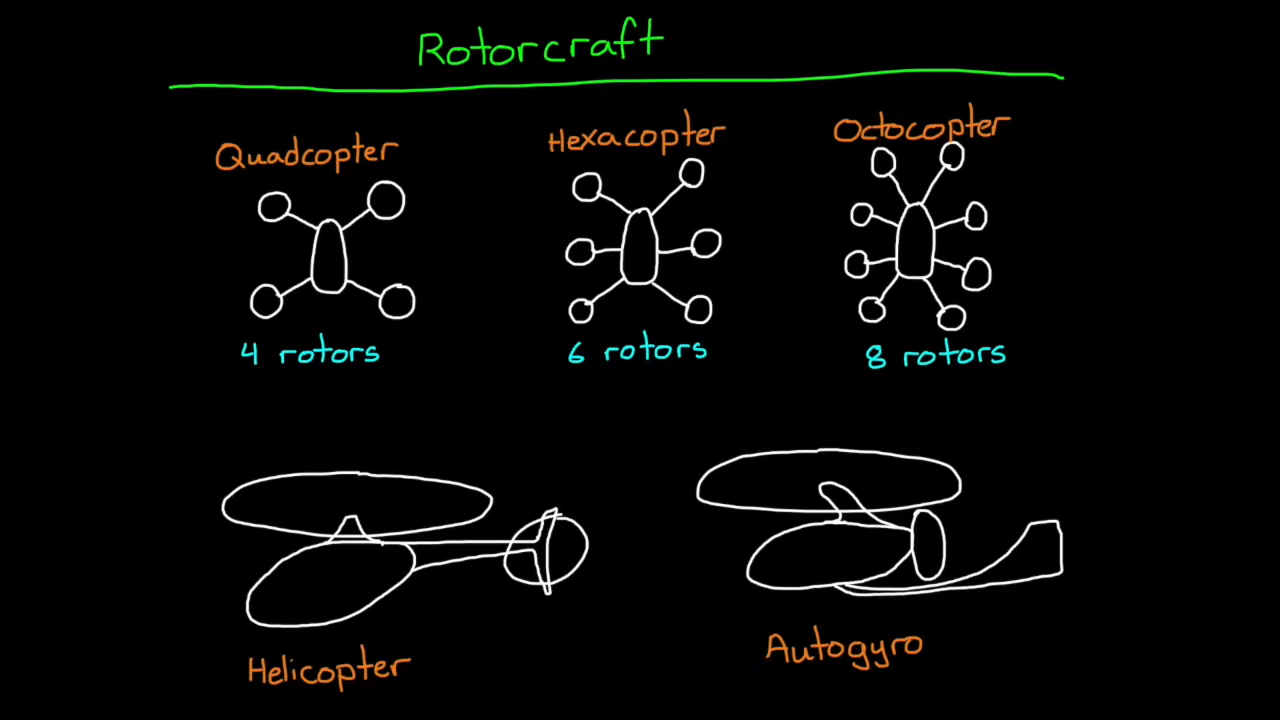 Rotorcraft
Quadcopter
Hexacopter
Octocopter
4 rotors
6 rotors
8 rotors
Helicopter
Autogyro